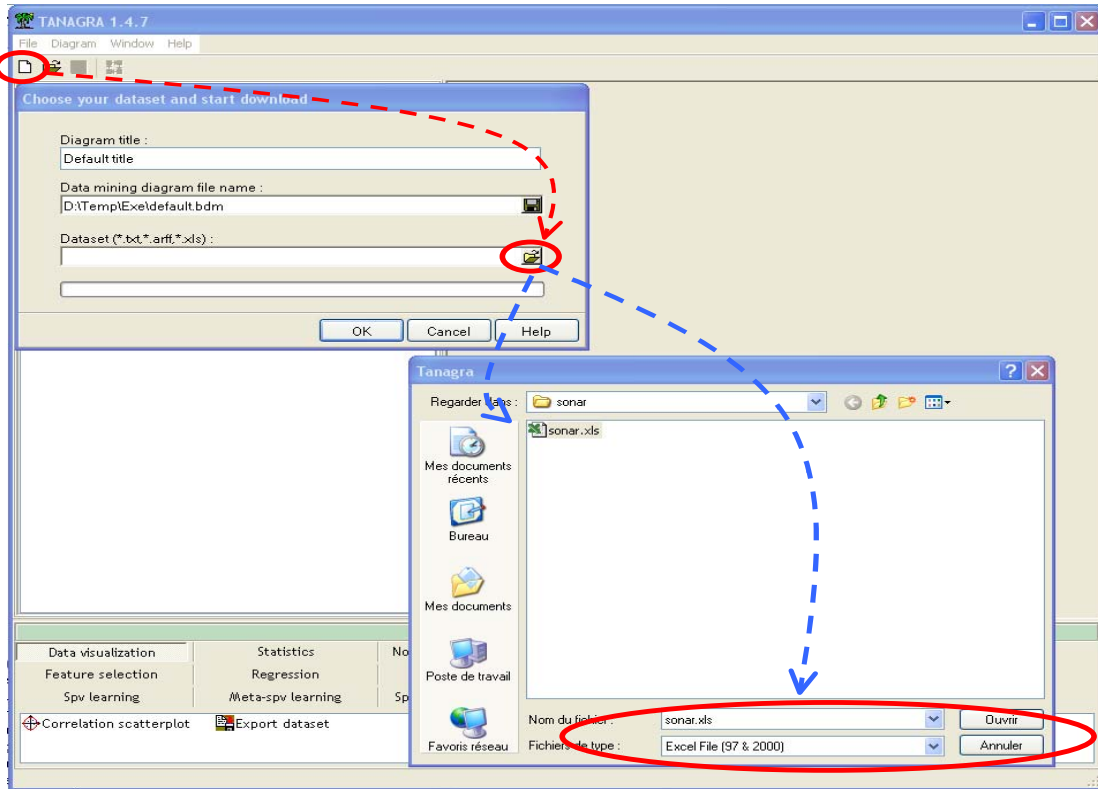 TANAGRA 1.4.7
File Diagram Window Help
Choose your dataset and start download
Diagram title :
Default title
Data mining diagram file name :
D:\Temp\Exe\default.bdm
Dataset (*.txt,*.arff,*.xls) :
OK Cancel Help
Tanagra
Regarder dans : sonar
sonar.xls
Mes documents
récents
Bureau
Mes documents
Poste de travail
Favoris réseau
Nom du fichier : sonar.xls Ouvrir
Fichiers de type : Excel File (97 & 2000) Annuler
Data visualization Statistics
Feature selection Regression
Spv learning Meta-spv learning
Correlation scatterplot Export dataset